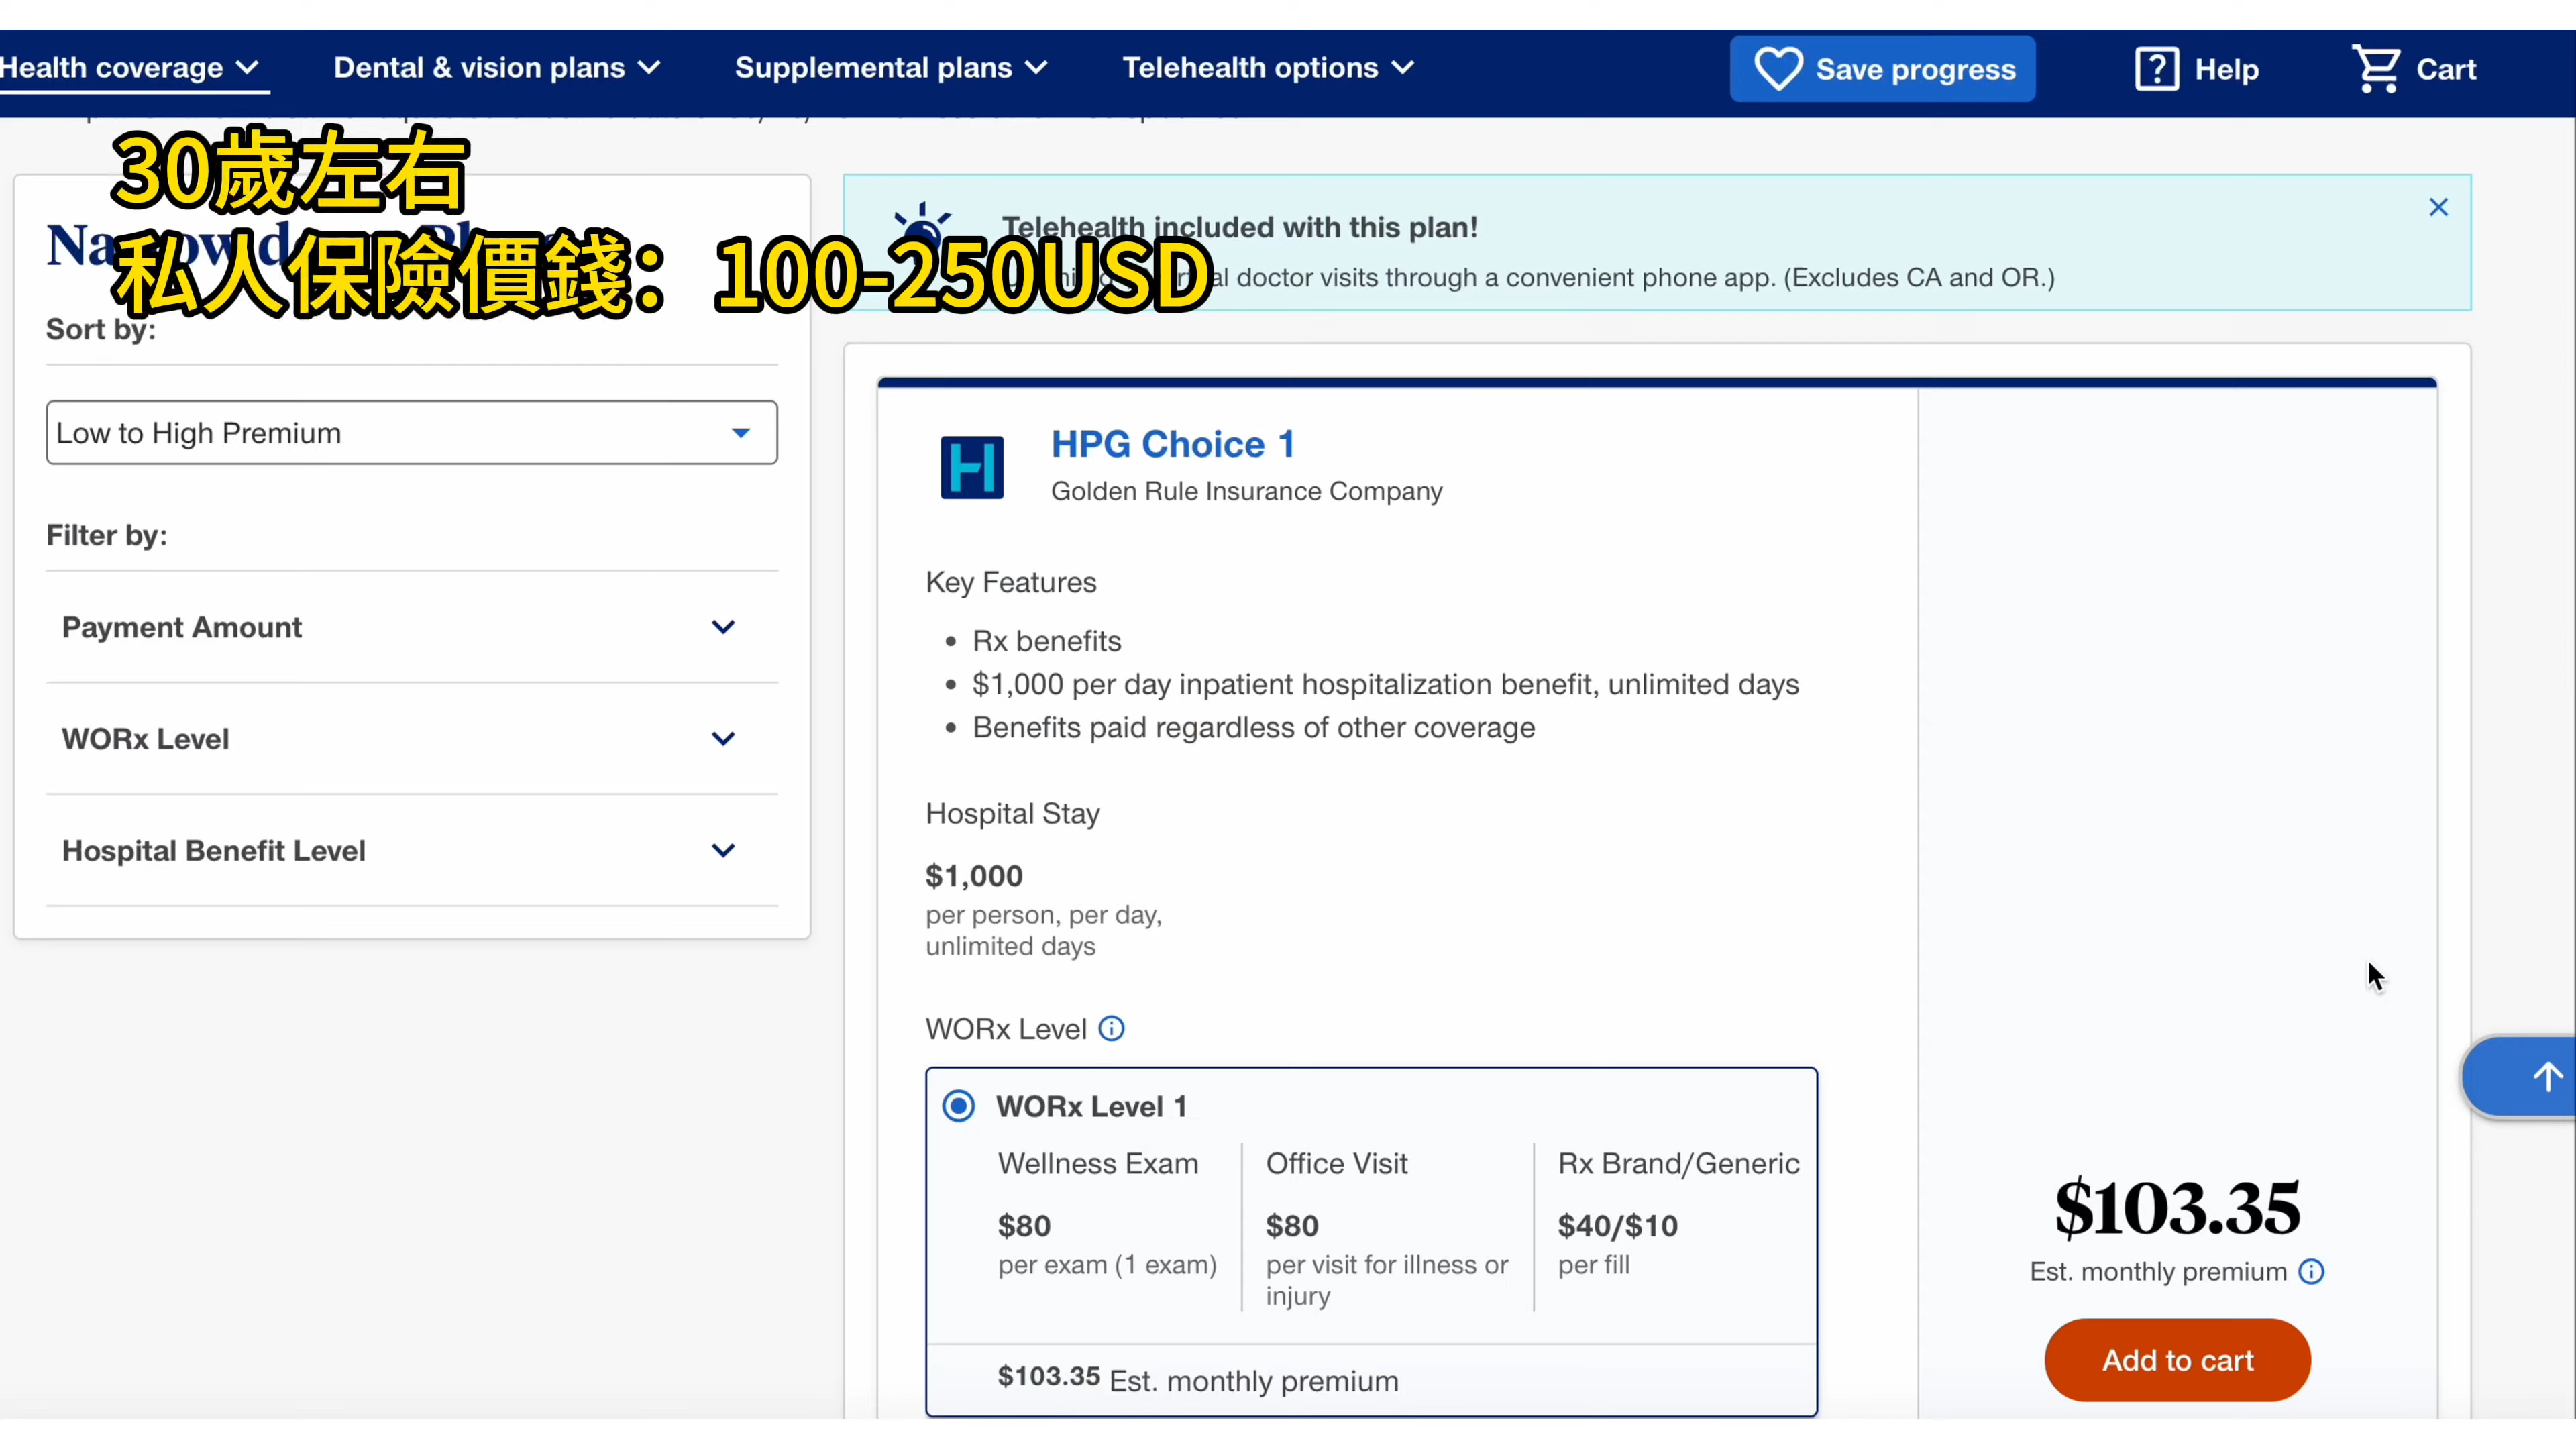 Health coverage
Dental & vision plans
Supplemental plans
Telehealth options
Save progress
Help
Cart
30歲左右
私人保險價錢：100-250USD
Sort by:
Low to High Premium
Filter by:
Payment Amount
WORx Level
Hospital Benefit Level
Telehealth included with this plan!
doctor visits through a convenient phone app. (Excludes CA and OR.)
HPG Choice 1
Golden Rule Insurance Company
Key Features
• Rx benefits
• $1,000 per day inpatient hospitalization benefit, unlimited days
• Benefits paid regardless of other coverage
Hospital Stay
$1,000
per person, per day,
unlimited days
WORx Level
WORx Level 1
Wellness Exam
$80
per exam (1 exam)
Office Visit
$80
per visit for illness or
injury
Rx Brand/Generic
$40/$10
per fill
$103.35 Est. monthly premium
$103.35
Est. monthly premium
Add to cart